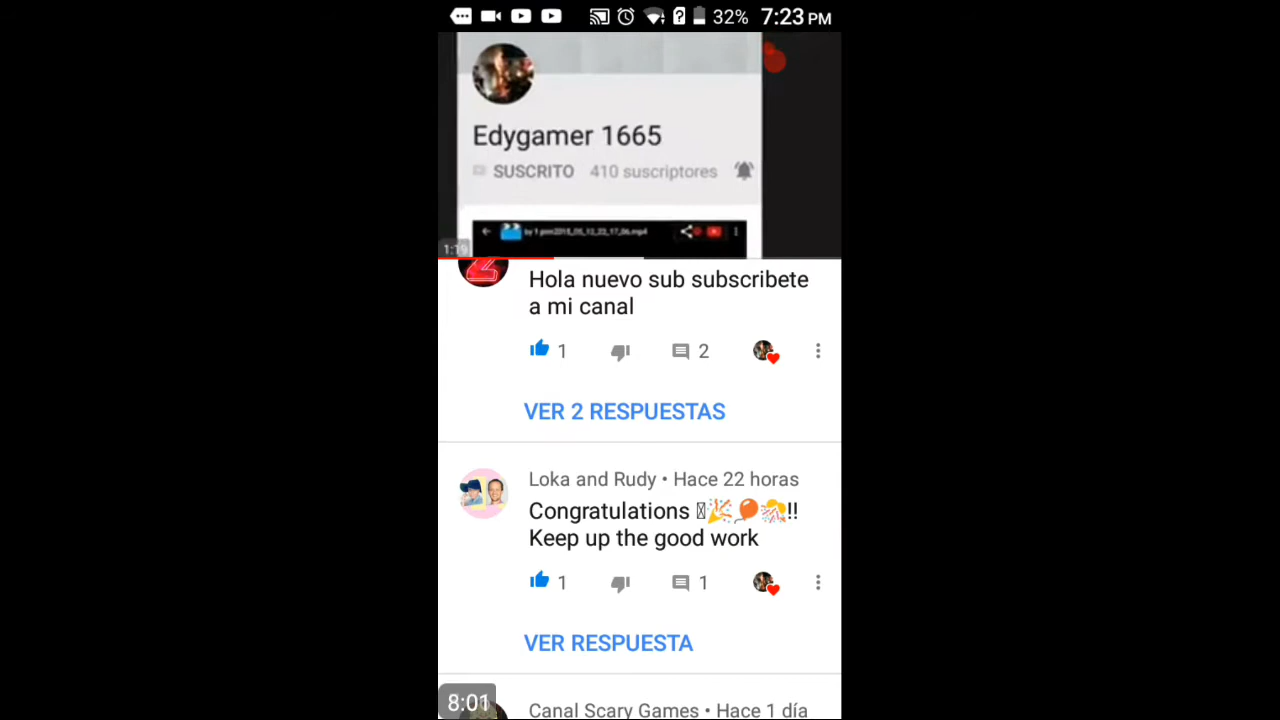 32% 7:23 PM
Edygamer 1665
SUSCRITO 410 suscriptores
1:19
Hola nuevo sub subscribete
a mi canal
1 2
VER 2 RESPUESTAS
Loka and Rudy • Hace 22 horas
Congratulations 🎉🎈🎊!!
Keep up the good work
1 1
VER RESPUESTA
8:01
Canal Scary Games • Hace 1 día